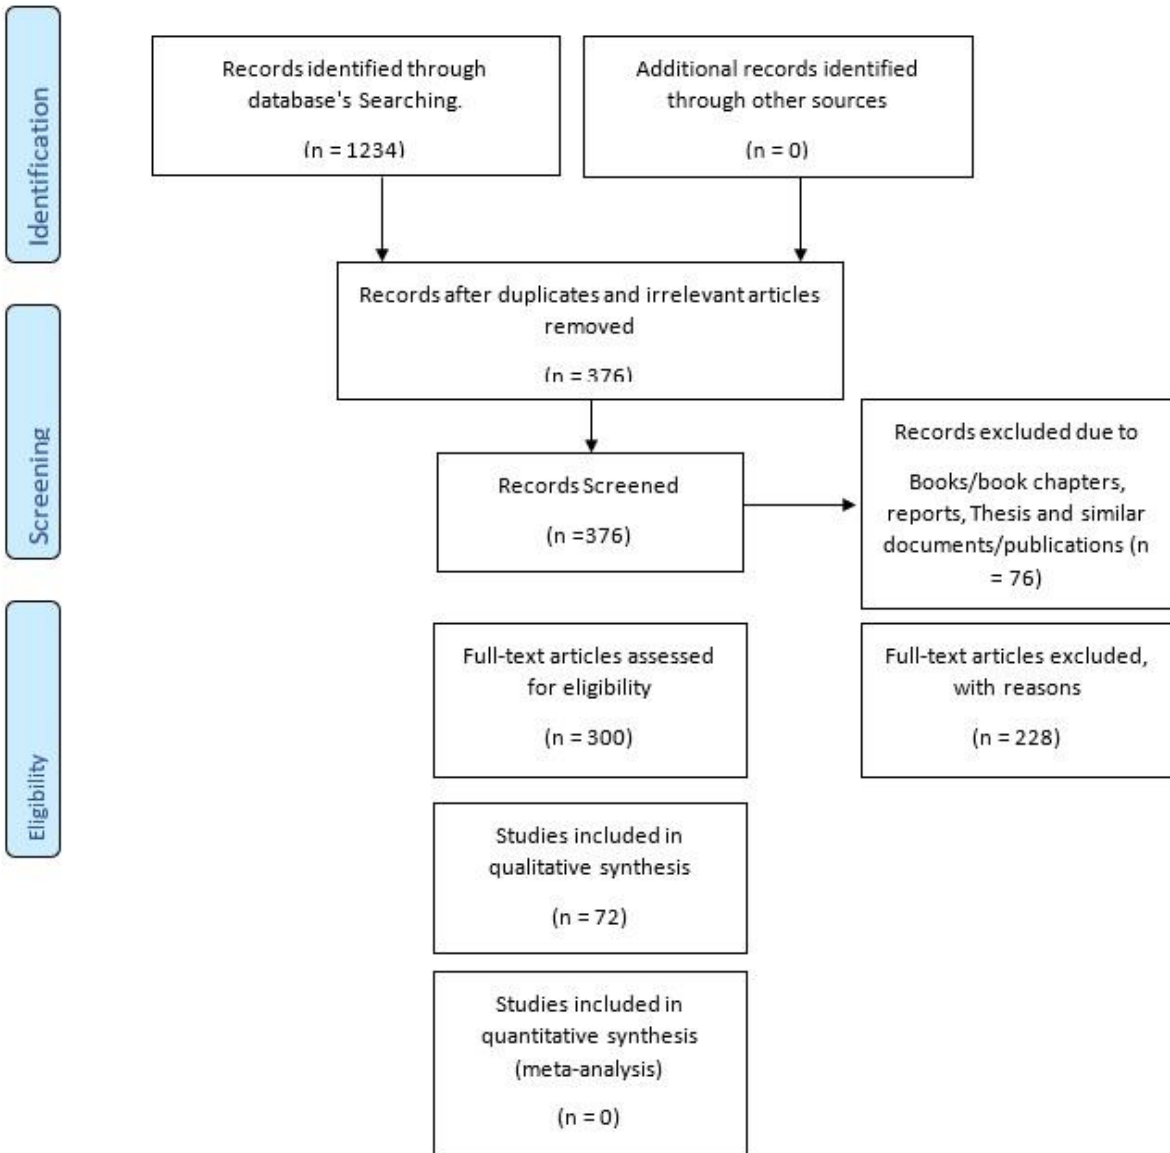 Identification
Records identified through
database's Searching.
(n = 1234)
Additional records identified
through other sources
(n = 0)
Records after duplicates and irrelevant articles
removed
(n = 376)
Screening
Records Screened
(n =376)
Records excluded due to
Books/book chapters,
reports, Thesis and similar
documents/publications (n
= 76)
Eligibility
Full-text articles assessed
for eligibility
(n = 300)
Full-text articles excluded,
with reasons
(n = 228)
Studies included in
qualitative synthesis
(n = 72)
Studies included in
quantitative synthesis
(meta-analysis)
(n = 0)